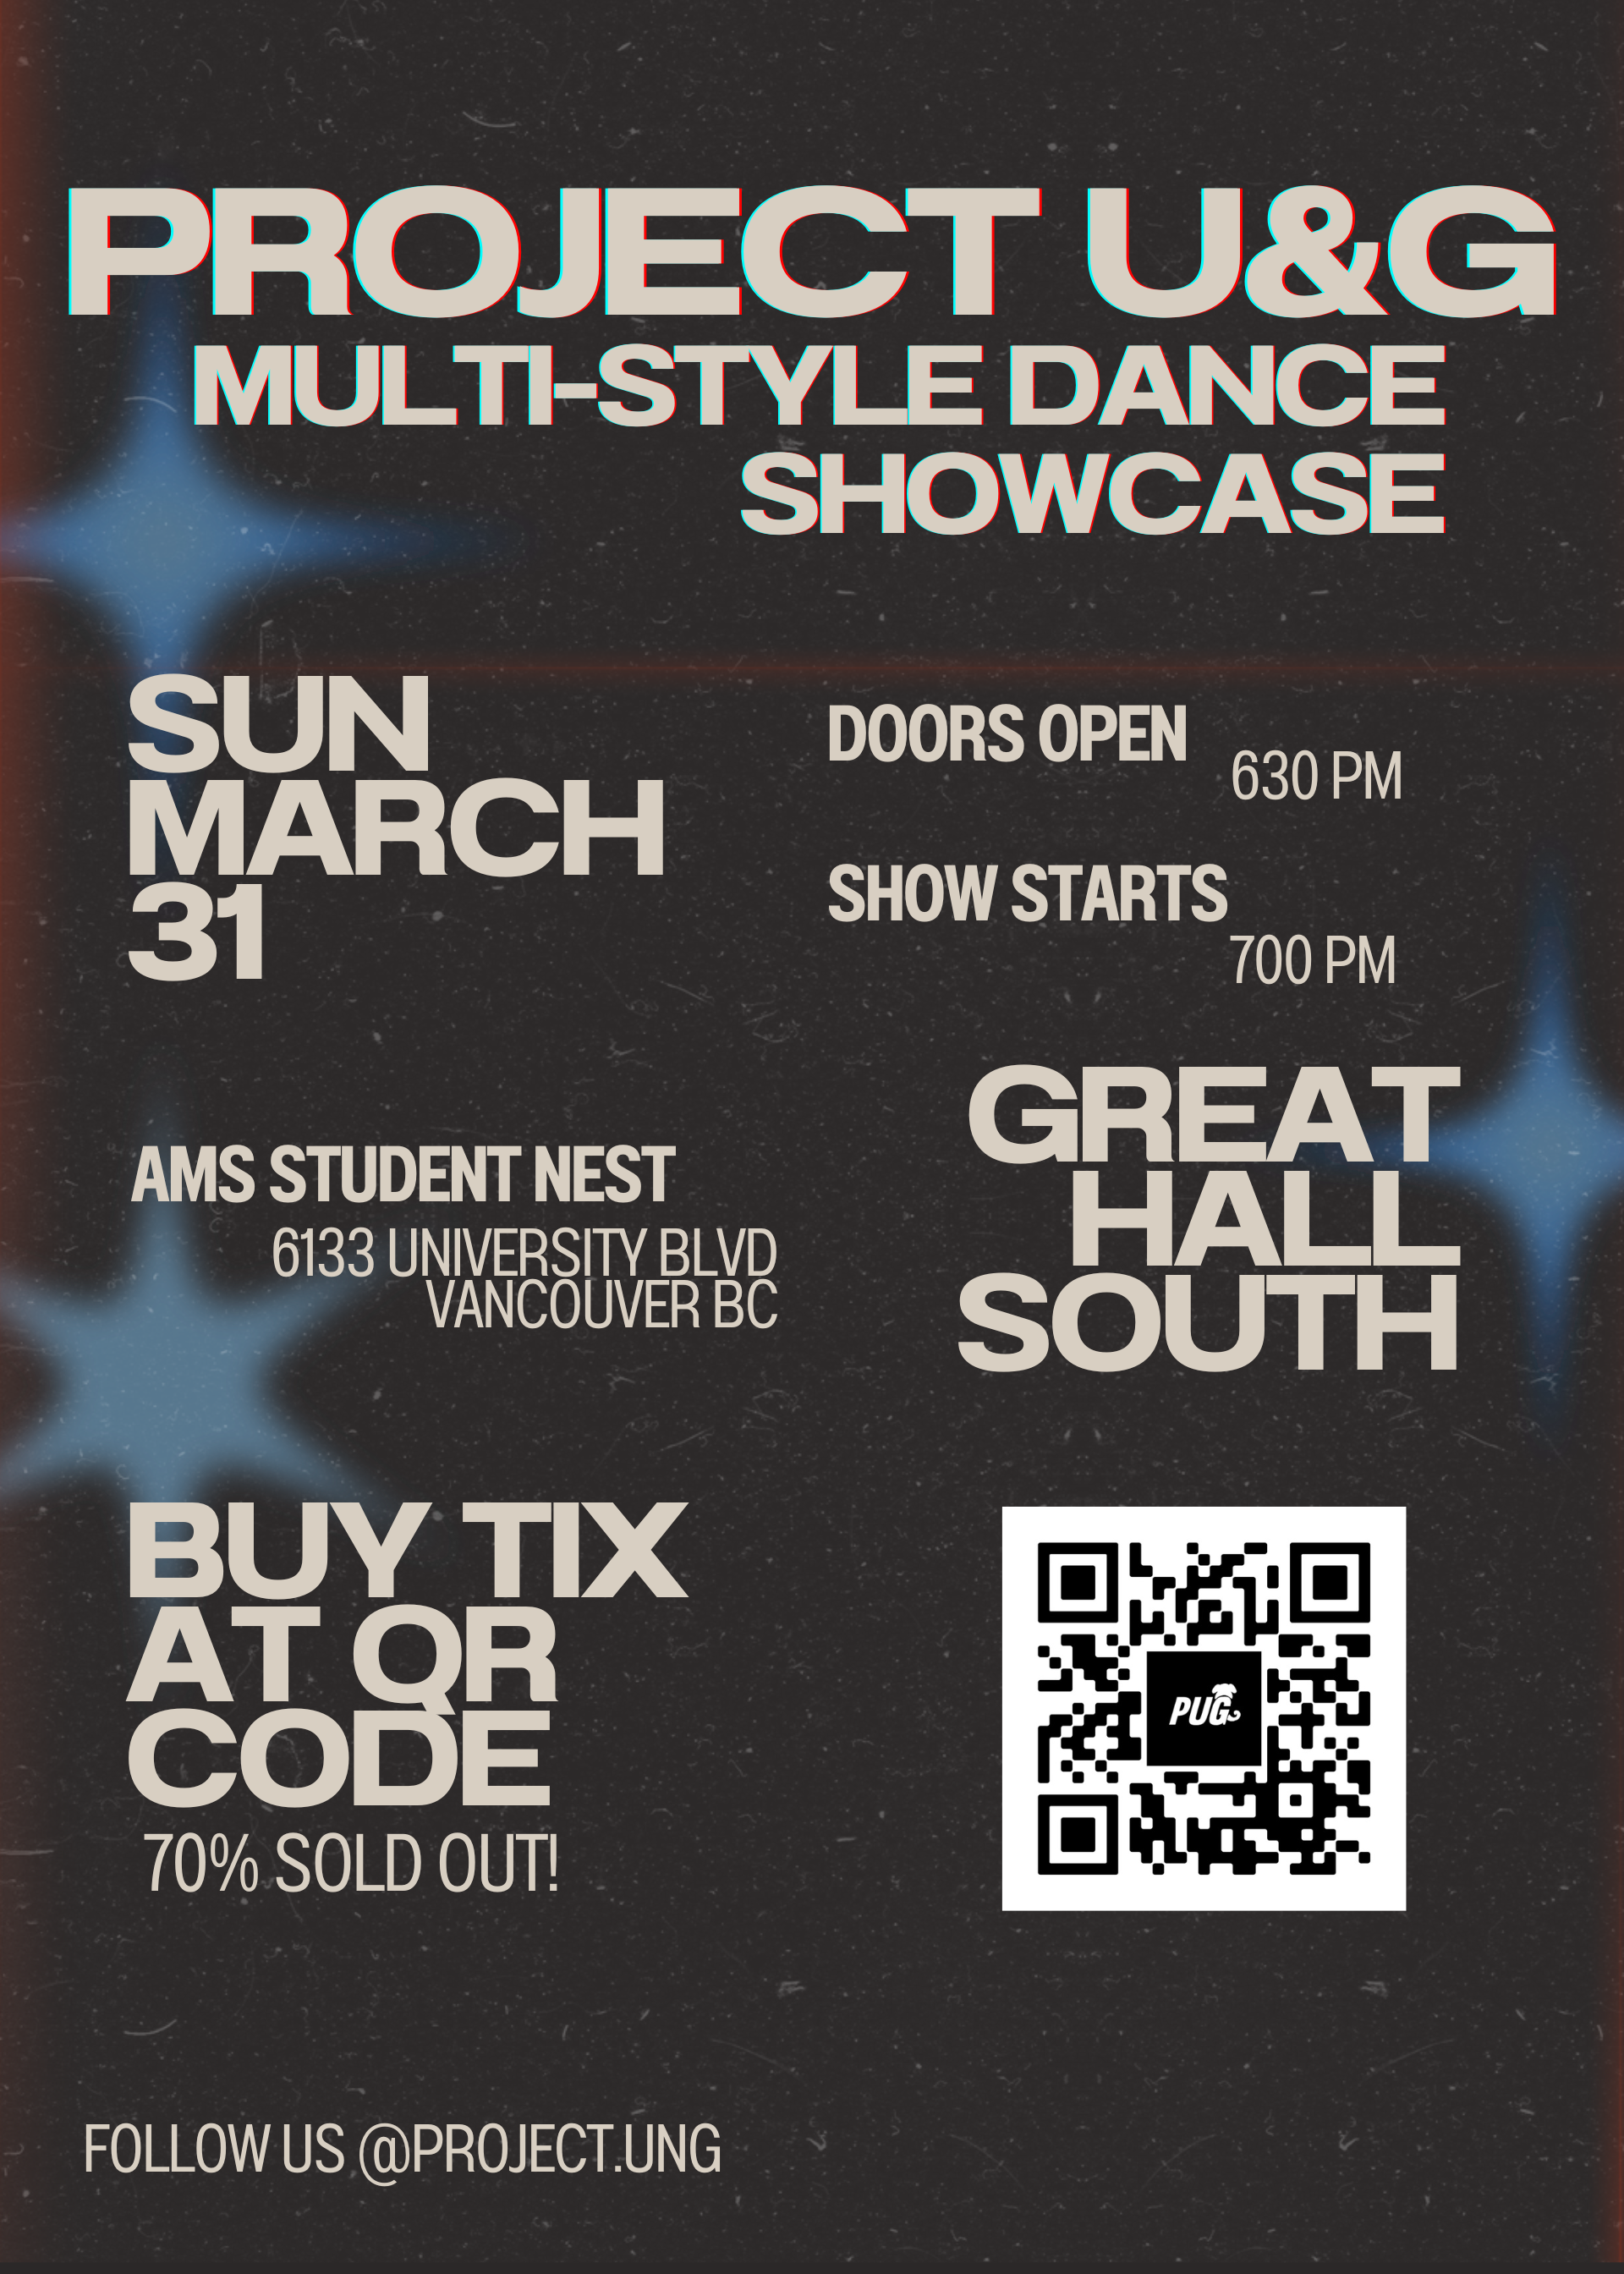 PROJECT U&G
MULTI-STYLE DANCE
SHOWCASE
SUN
MARCH
31
DOORS OPEN
630 PM
SHOW STARTS
700 PM
AMS STUDENT NEST
6133 UNIVERSITY BLVD
VANCOUVER BC
GREAT
HALL
SOUTH
BUY TIX
AT QR
CODE
70% SOLD OUT!
PUG
FOLLOW US @PROJECT.UNG